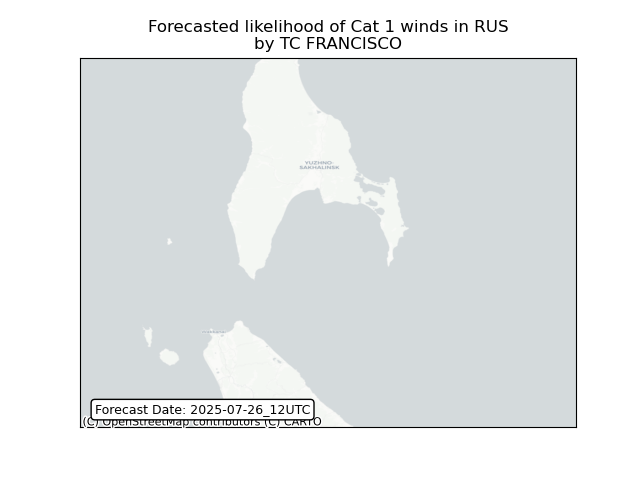 Forecasted likelihood of Cat 1 winds in RUS
by TC FRANCISCO
YUZHNO-
SAKHALINSK
Forecast Date: 2025-07-26_12UTC
(C) OpenStreetMap contributors (C) CARTO